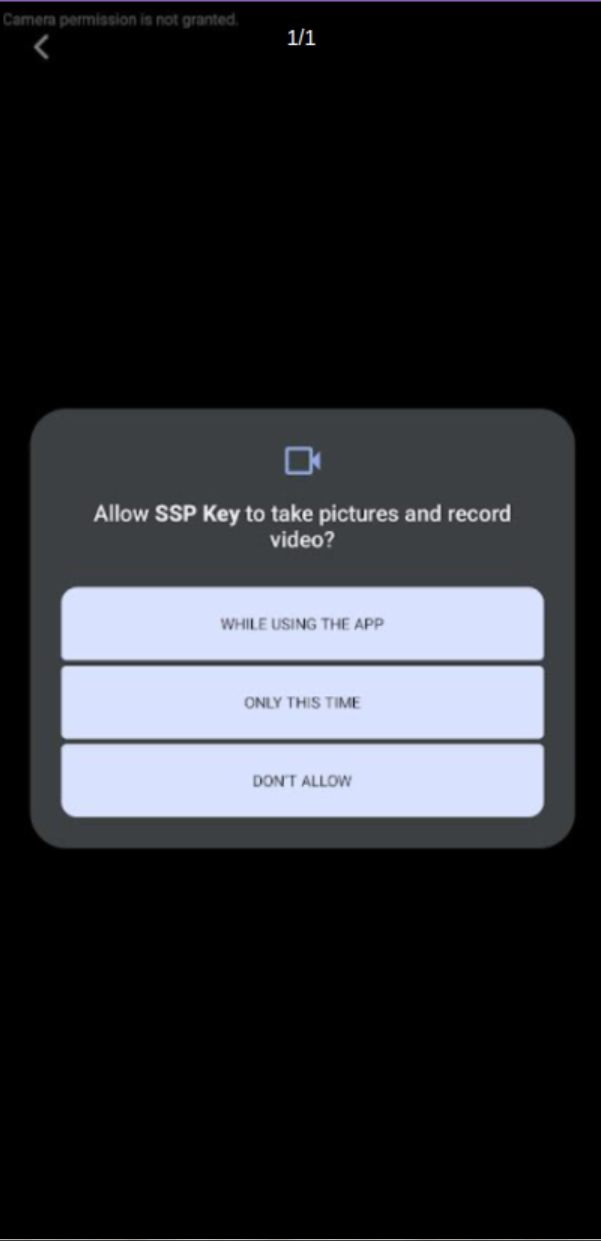 Camera permission is not granted.
1/1
Allow SSP Key to take pictures and record
video?
WHILE USING THE APP
ONLY THIS TIME
DON'T ALLOW